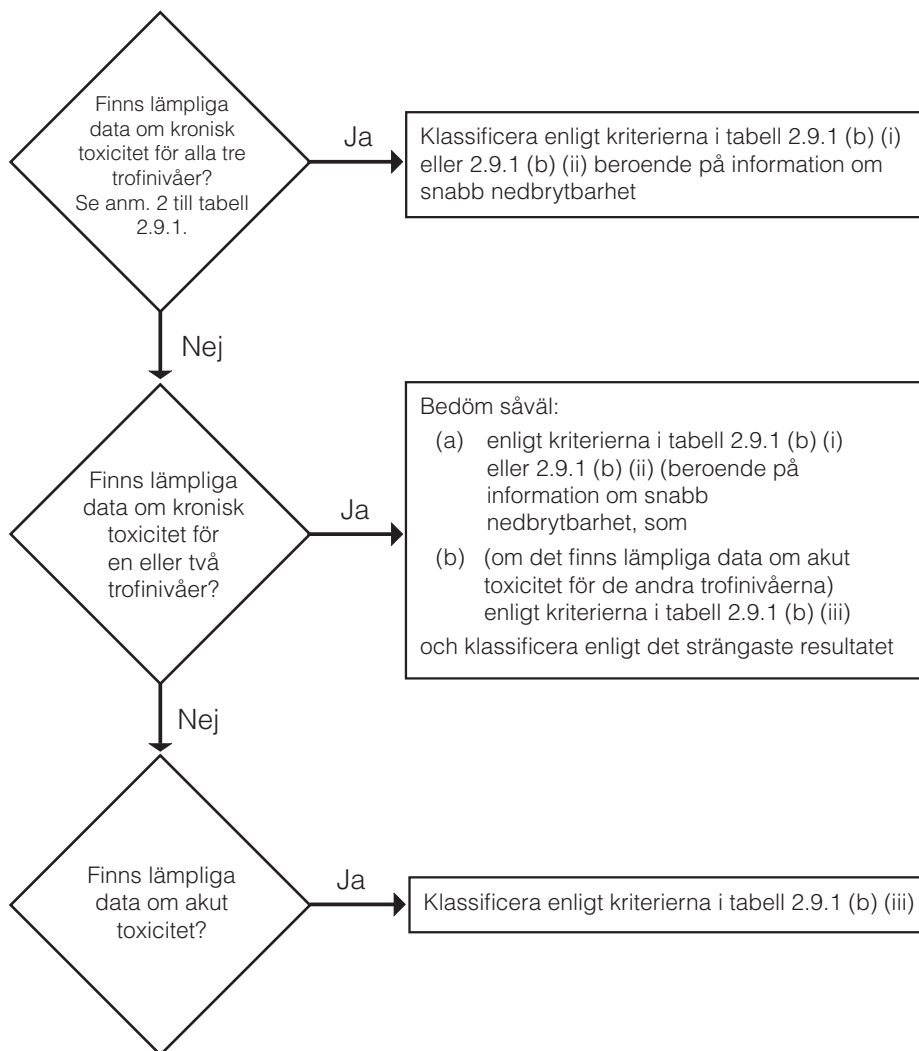 Finns lämpliga
data om kronisk
toxicitet för alla tre
trofinivåer?
Se anm. 2 till tabell
2.9.1.
Ja
Klassificera enligt kriterierna i tabell 2.9.1 (b) (i)
eller 2.9.1 (b) (ii) beroende på information om
snabb nedbrytbarhet
Nej
Finns lämpliga
data om kronisk
toxicitet för
en eller två
trofinivåer?
Ja
Bedöm såväl:
(a) enligt kriterierna i tabell 2.9.1 (b) (i)
eller 2.9.1 (b) (ii) (beroende på
information om snabb
nedbrytbarhet, som
(b) (om det finns lämpliga data om akut
toxicitet för de andra trofinivåerna)
enligt kriterierna i tabell 2.9.1 (b) (iii)
och klassificera enligt det strängaste resultatet
Nej
Finns lämpliga
data om akut
toxicitet?
Ja
Klassificera enligt kriterierna i tabell 2.9.1 (b) (iii)